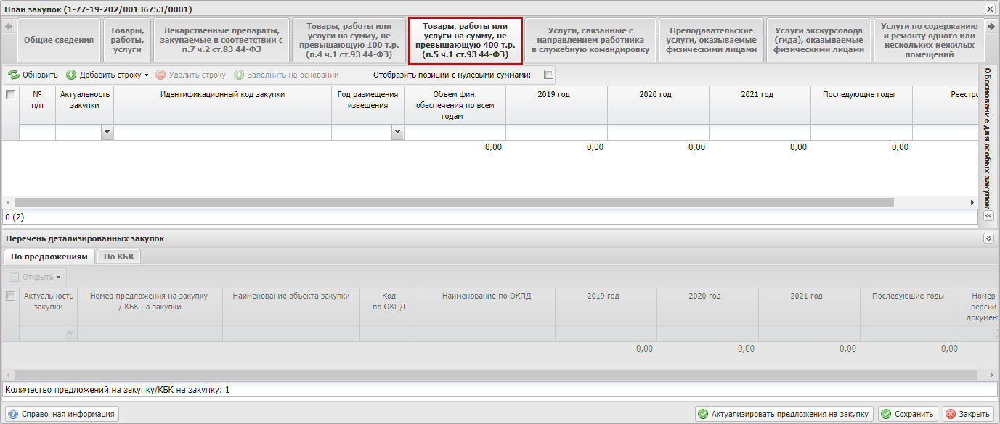 План закупок (1-77-19-202/00136753/0001)
Общие сведения
Товары,
работы,
услуги
Лекарственные препараты,
закупаемые в соответствии с
п.7 ч.2 ст.83 44-ФЗ
Товары, работы или
услуги на сумму, не
превышающую 100 т.р.
(п.4 ч.1 ст.93 44-ФЗ)
Товары, работы или
услуги на сумму, не
превышающую 400 т.р.
(п.5 ч.1 ст.93 44-ФЗ)
Услуги, связанные с
направлением работника
в служебную командировку
Преподавательские
услуги, оказываемые
физическими лицами
Услуги экскурсовода
(гида), оказываемые
физическими лицами
Услуги по содержанию
и ремонту одного или
нескольких нежилых
помещений
Обновить Добавить строку Удалить строку Заполнить на основании Отобразить позиции с нулевыми суммами:
№
п/п
Актуальность
закупки
Идентификационный код закупки
Год размещения
извещения
Объем фин.
обеспечения по всем
годам
2019 год
2020 год
2021 год
Последующие годы
Реестро
0,00 0,00 0,00 0,00 0,00
0 (2)
Обоснование для особых закупок
Перечень детализированных закупок
По предложениям По КБК
Открыть
Актуальность
закупки
Номер предложения на закупку
/ КБК на закупки
Наименование объекта закупки
Код
по ОКПД
Наименование по ОКПД
2019 год
2020 год
2021 год
Последующие годы
Номер
версии
докумен
0,00 0,00 0,00 0,00
Количество предложений на закупку/КБК на закупку: 1
Справочная информация Актуализировать предложения на закупку Сохранить Закрыть